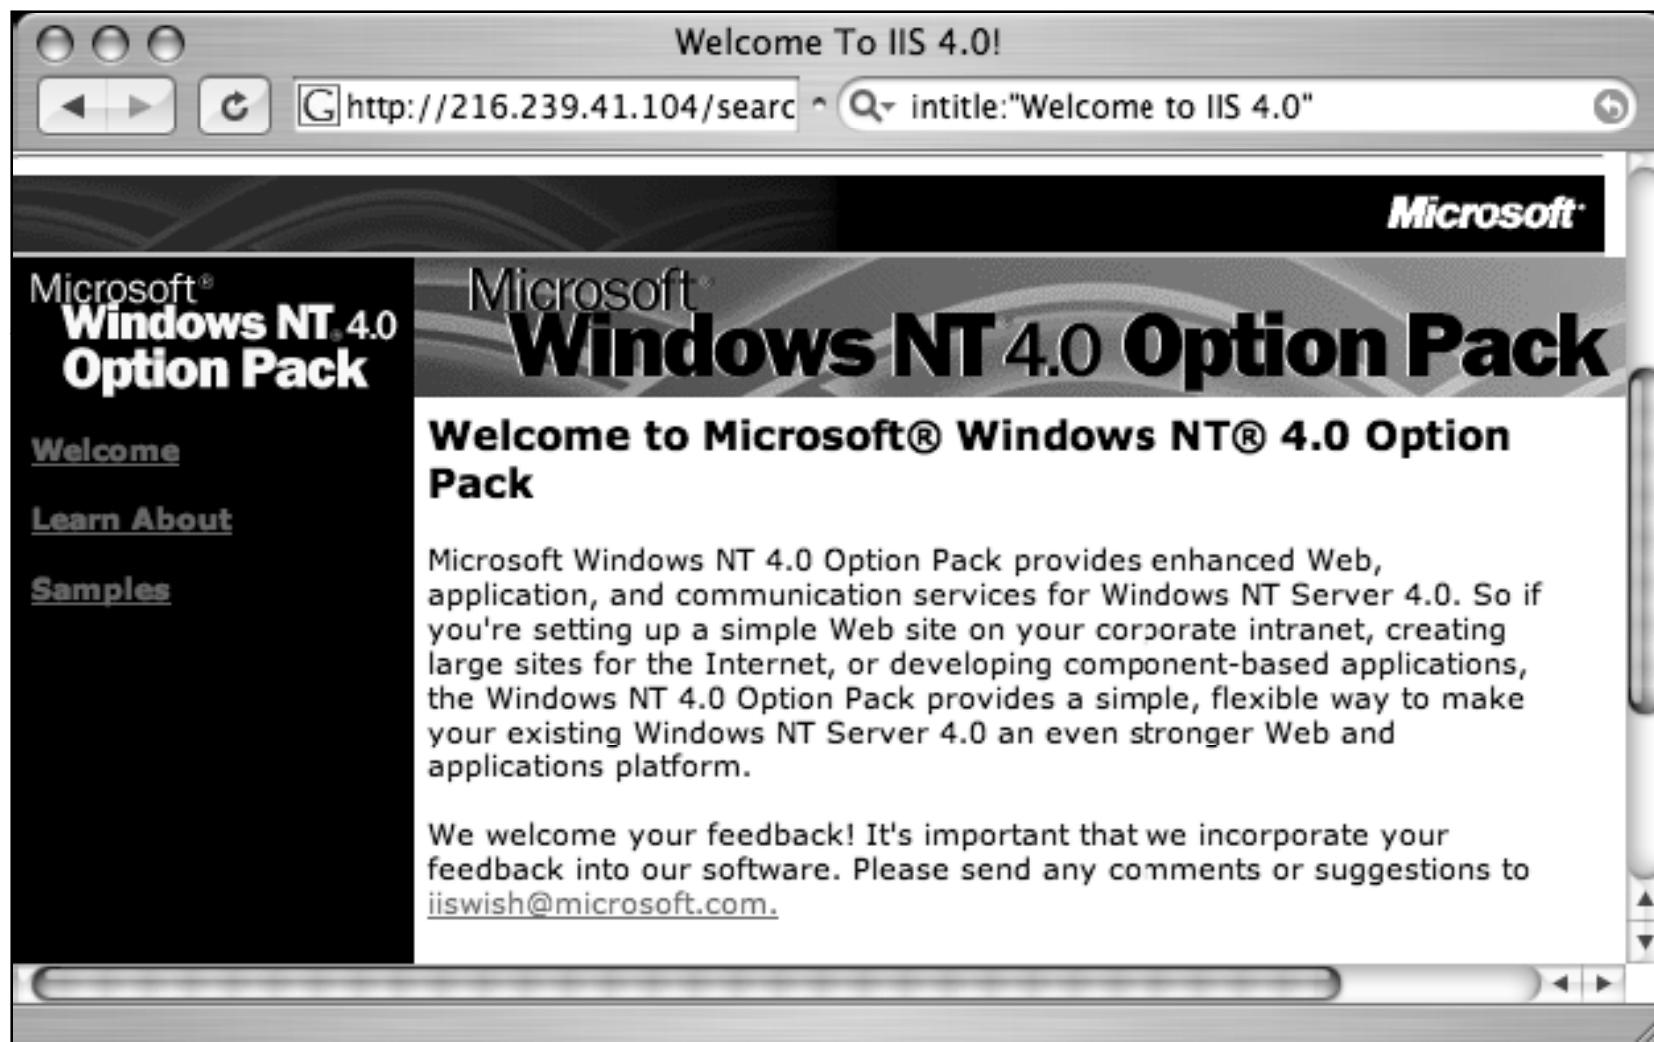 Welcome To IIS 4.0!
G http://216.239.41.104/searc
intitle:"Welcome to IIS 4.0"
Microsoft
Microsoft®
Windows NT® 4.0
Option Pack
Microsoft®
Windows NT 4.0 Option Pack
Welcome
Learn About
Samples
Welcome to Microsoft® Windows NT® 4.0 Option
Pack
Microsoft Windows NT 4.0 Option Pack provides enhanced Web,
application, and communication services for Windows NT Server 4.0. So if
you're setting up a simple Web site on your corporate intranet, creating
large sites for the Internet, or developing component-based applications,
the Windows NT 4.0 Option Pack provides a simple, flexible way to make
your existing Windows NT Server 4.0 an even stronger Web and
applications platform.
We welcome your feedback! It's important that we incorporate your
feedback into our software. Please send any comments or suggestions to
iiswish@microsoft.com.